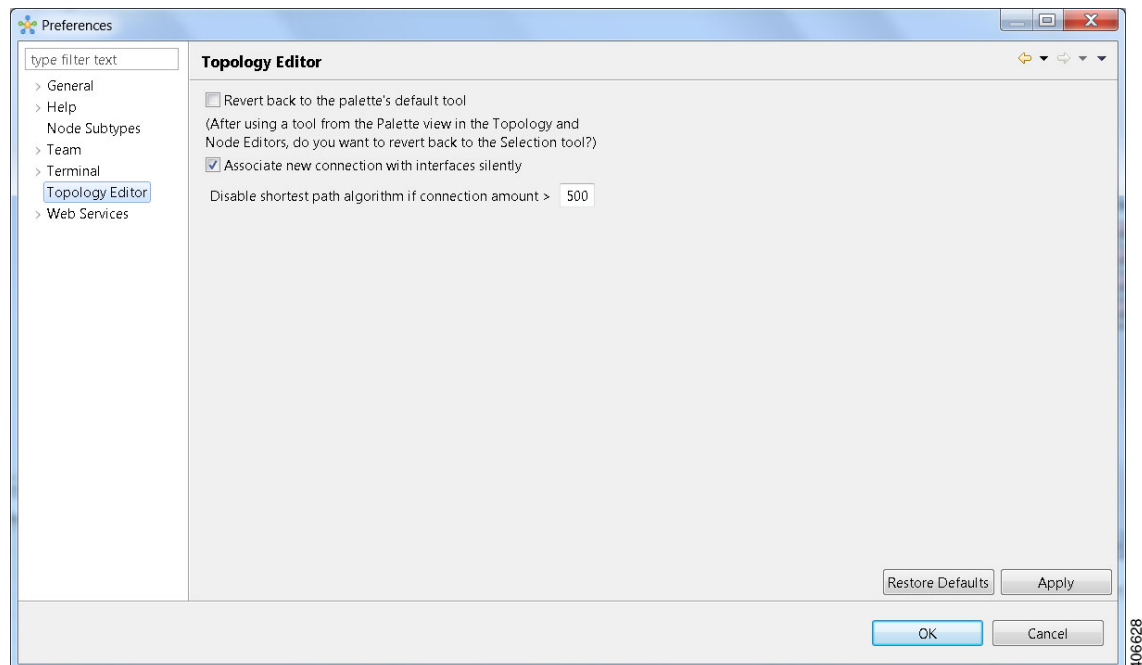 Preferences
type filter text
General
Help
Node Subtypes
Team
Terminal
Topology Editor
Web Services
Topology Editor
Revert back to the palette's default tool
(After using a tool from the Palette view in the Topology and
Node Editors, do you want to revert back to the Selection tool?)
Associate new connection with interfaces silently
Disable shortest path algorithm if connection amount > 500
Restore Defaults
Apply
OK
Cancel